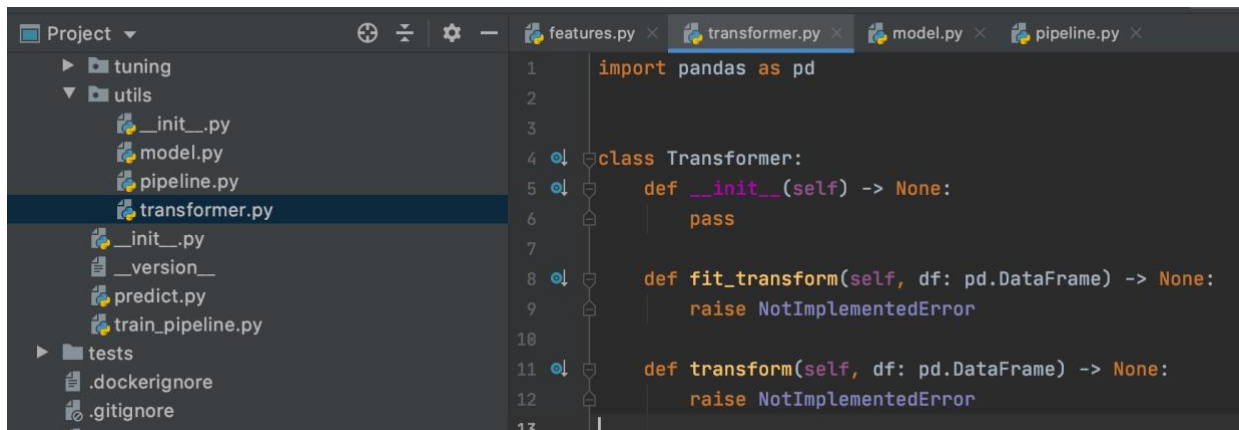 Project
tuning
utils
__init__.py
model.py
pipeline.py
transformer.py
__init__.py
__version__
predict.py
train_pipeline.py
tests
.dockerignore
.gitignore
features.py
transformer.py
model.py
pipeline.py
1 import pandas as pd
2
3
4 class Transformer:
5     def __init__(self) -> None:
6         pass
7
8     def fit_transform(self, df: pd.DataFrame) -> None:
9         raise NotImplementedError
10
11     def transform(self, df: pd.DataFrame) -> None:
12         raise NotImplementedError
13